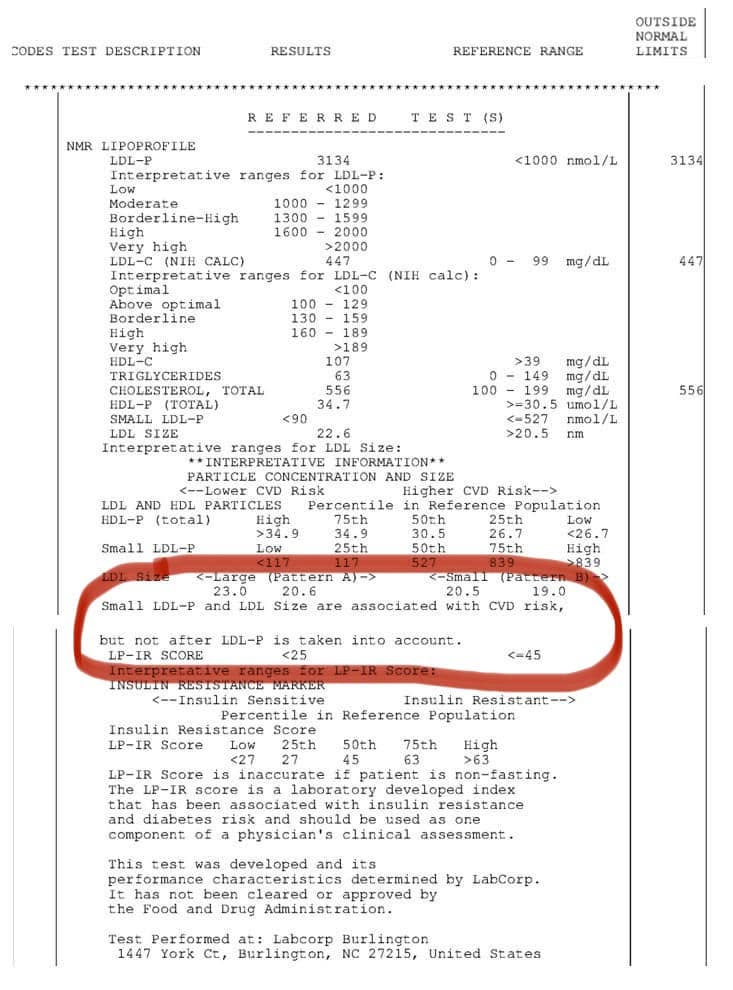 OUTSIDE
NORMAL
CODES TEST DESCRIPTION RESULTS REFERENCE RANGE LIMITS
*******************************************************************************
R E F E R R E D T E S T (S)
------------------------------
NMR LIPOPROFILE
LDL-P 3134 <1000 nmol/L 3134
Interpretative ranges for LDL-P:
Low <1000
Moderate 1000 - 1299
Borderline-High 1300 - 1599
High 1600 - 2000
Very high >2000
LDL-C (NIH CALC) 447 0 - 99 mg/dL 447
Interpretative ranges for LDL-C (NIH calc):
Optimal <100
Above optimal 100 - 129
Borderline 130 - 159
High 160 - 189
Very high >189
HDL-C 107 >39 mg/dL
TRIGLYCERIDES 63 0 - 149 mg/dL
CHOLESTEROL, TOTAL 556 100 - 199 mg/dL 556
HDL-P (TOTAL) 34.7 >=30.5 umol/L
SMALL LDL-P <90 <=527 nmol/L
LDL SIZE 22.6 >20.5 nm
Interpretative ranges for LDL Size:
**INTERPRETATIVE INFORMATION**
PARTICLE CONCENTRATION AND SIZE
<--Lower CVD Risk Higher CVD Risk-->
LDL AND HDL PARTICLES Percentile in Reference Population
HDL-P (total) High 75th 50th 25th Low
>34.9 34.9 30.5 26.7 <26.7
Small LDL-P Low 25th 50th 75th High
<117 117 527 839 >839
LDL Size <-Large (Pattern A)-> <-Small (Pattern B)->
23.0 20.6 20.5 19.0
Small LDL-P and LDL Size are associated with CVD risk,
but not after LDL-P is taken into account.
LP-IR SCORE <25 <=45
Interpretative ranges for LP-IR Score:
INSULIN RESISTANCE MARKER
<--Insulin Sensitive Insulin Resistant-->
Percentile in Reference Population
Insulin Resistance Score
LP-IR Score Low 25th 50th 75th High
<27 27 45 63 >63
LP-IR Score is inaccurate if patient is non-fasting.
The LP-IR score is a laboratory developed index
that has been associated with insulin resistance
and diabetes risk and should be used as one
component of a physician's clinical assessment.
This test was developed and its
performance characteristics determined by LabCorp.
It has not been cleared or approved by
the Food and Drug Administration.
Test Performed at: Labcorp Burlington
1447 York Ct, Burlington, NC 27215, United States